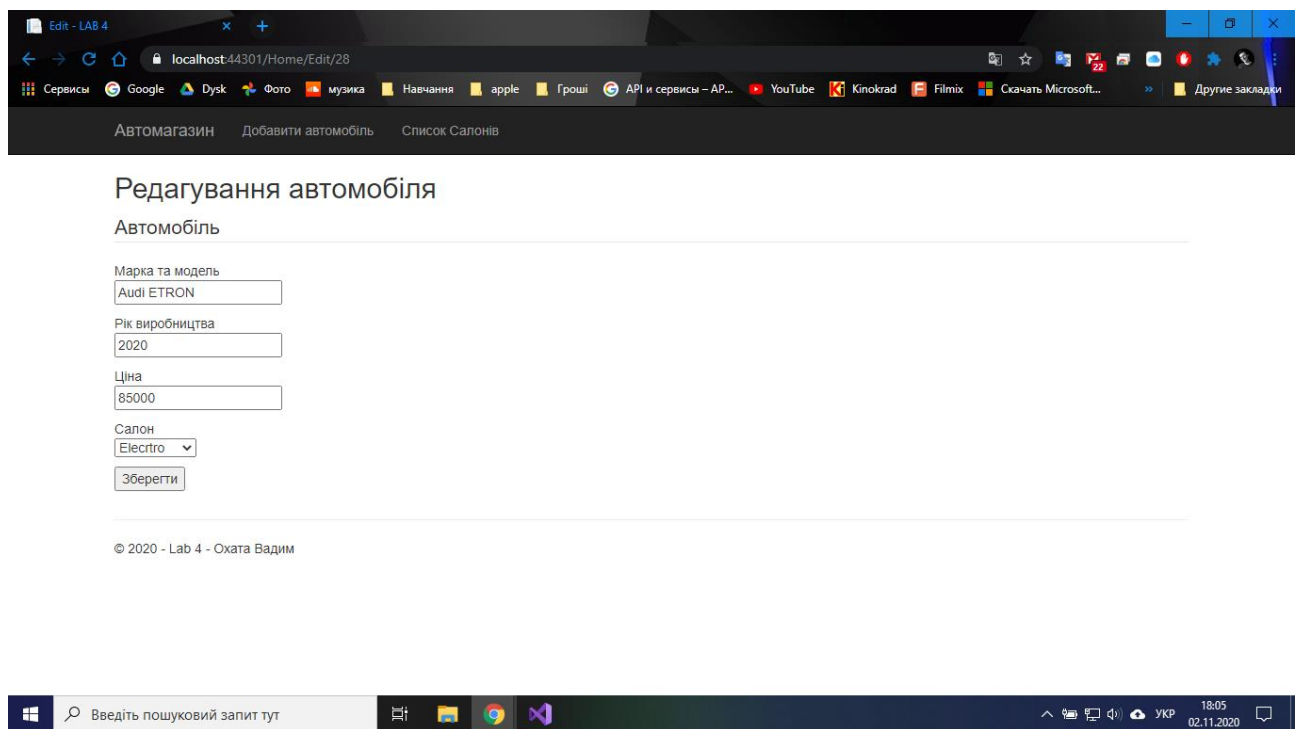 Edit - LAB 4
localhost:44301/Home/Edit/28
22
Сервисы Google Dysk Фото музика Навчання apple Гроші API и сервисы – AP... YouTube Kinokrad Filmix Скачать Microsoft... » Другие закладки
Автомагазин Добавити автомобіль Список Салонів
Редагування автомобіля
Автомобіль
Марка та модель
Audi ETRON
Рік виробництва
2020
Ціна
85000
Салон
Elecrtro
Зберегти
© 2020 - Lab 4 - Охата Вадим
Введіть пошуковий запит тут
УКР
18:05
02.11.2020